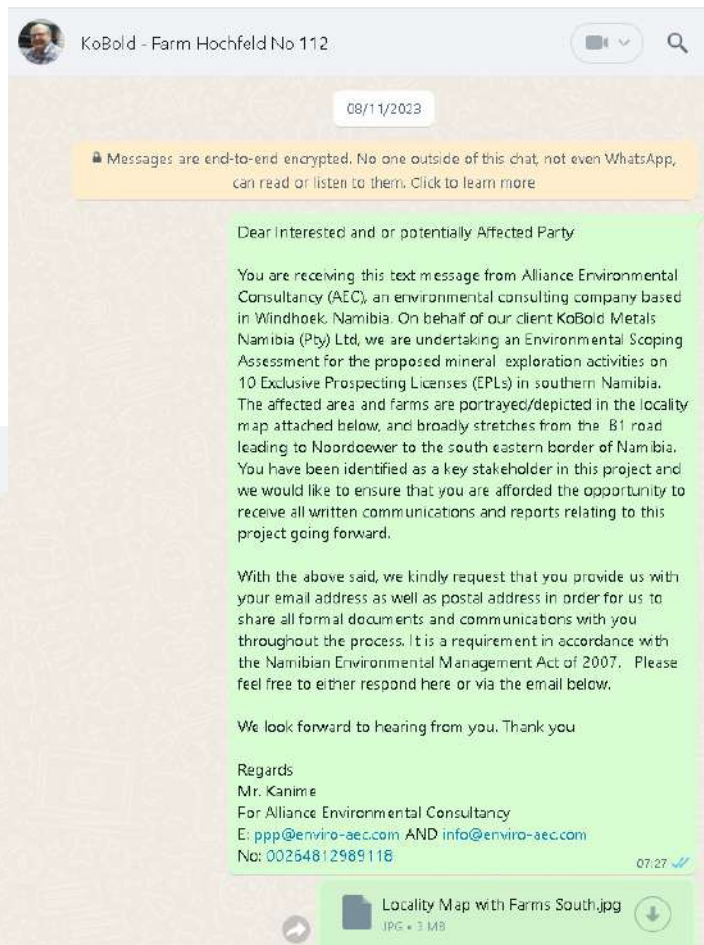 KoBold - Farm Hochfeld No 112
08/11/2023
Messages are end-to-end encrypted. No one outside of this chat, not even WhatsApp,
can read or listen to them. Click to learn more
Dear Interested and or potentially Affected Party
You are receiving this text message from Alliance Environmental
Consultancy (AEC), an environmental consulting company based
in Windhoek, Namibia. On behalf of our client KoBold Metals
Namibia (Pty) Ltd, we are undertaking an Environmental Scoping
Assessment for the proposed mineral exploration activities on
10 Exclusive Prospecting Licenses (EPLs) in southern Namibia.
The affected area and farms are portrayed/depicted in the locality
map attached below, and broadly stretches from the B1 road
leading to Noordoewer to the south eastern border of Namibia.
You have been identified as a key stakeholder in this project and
we would like to ensure that you are afforded the opportunity to
receive all written communications and reports relating to this
project going forward.
With the above said, we kindly request that you provide us with
your email address as well as postal address in order for us to
share all formal documents and communications with you
throughout the process. It is a requirement in accordance with
the Namibian Environmental Management Act of 2007. Please
feel free to either respond here or via the email below.
We look forward to hearing from you. Thank you
Regards
Mr. Kanime
For Alliance Environmental Consultancy
E: ppp@enviro-aec.com AND info@enviro-aec.com
No: 00264812989118
07:27
Locality Map with Farms South.jpg
JPG • 3 MB